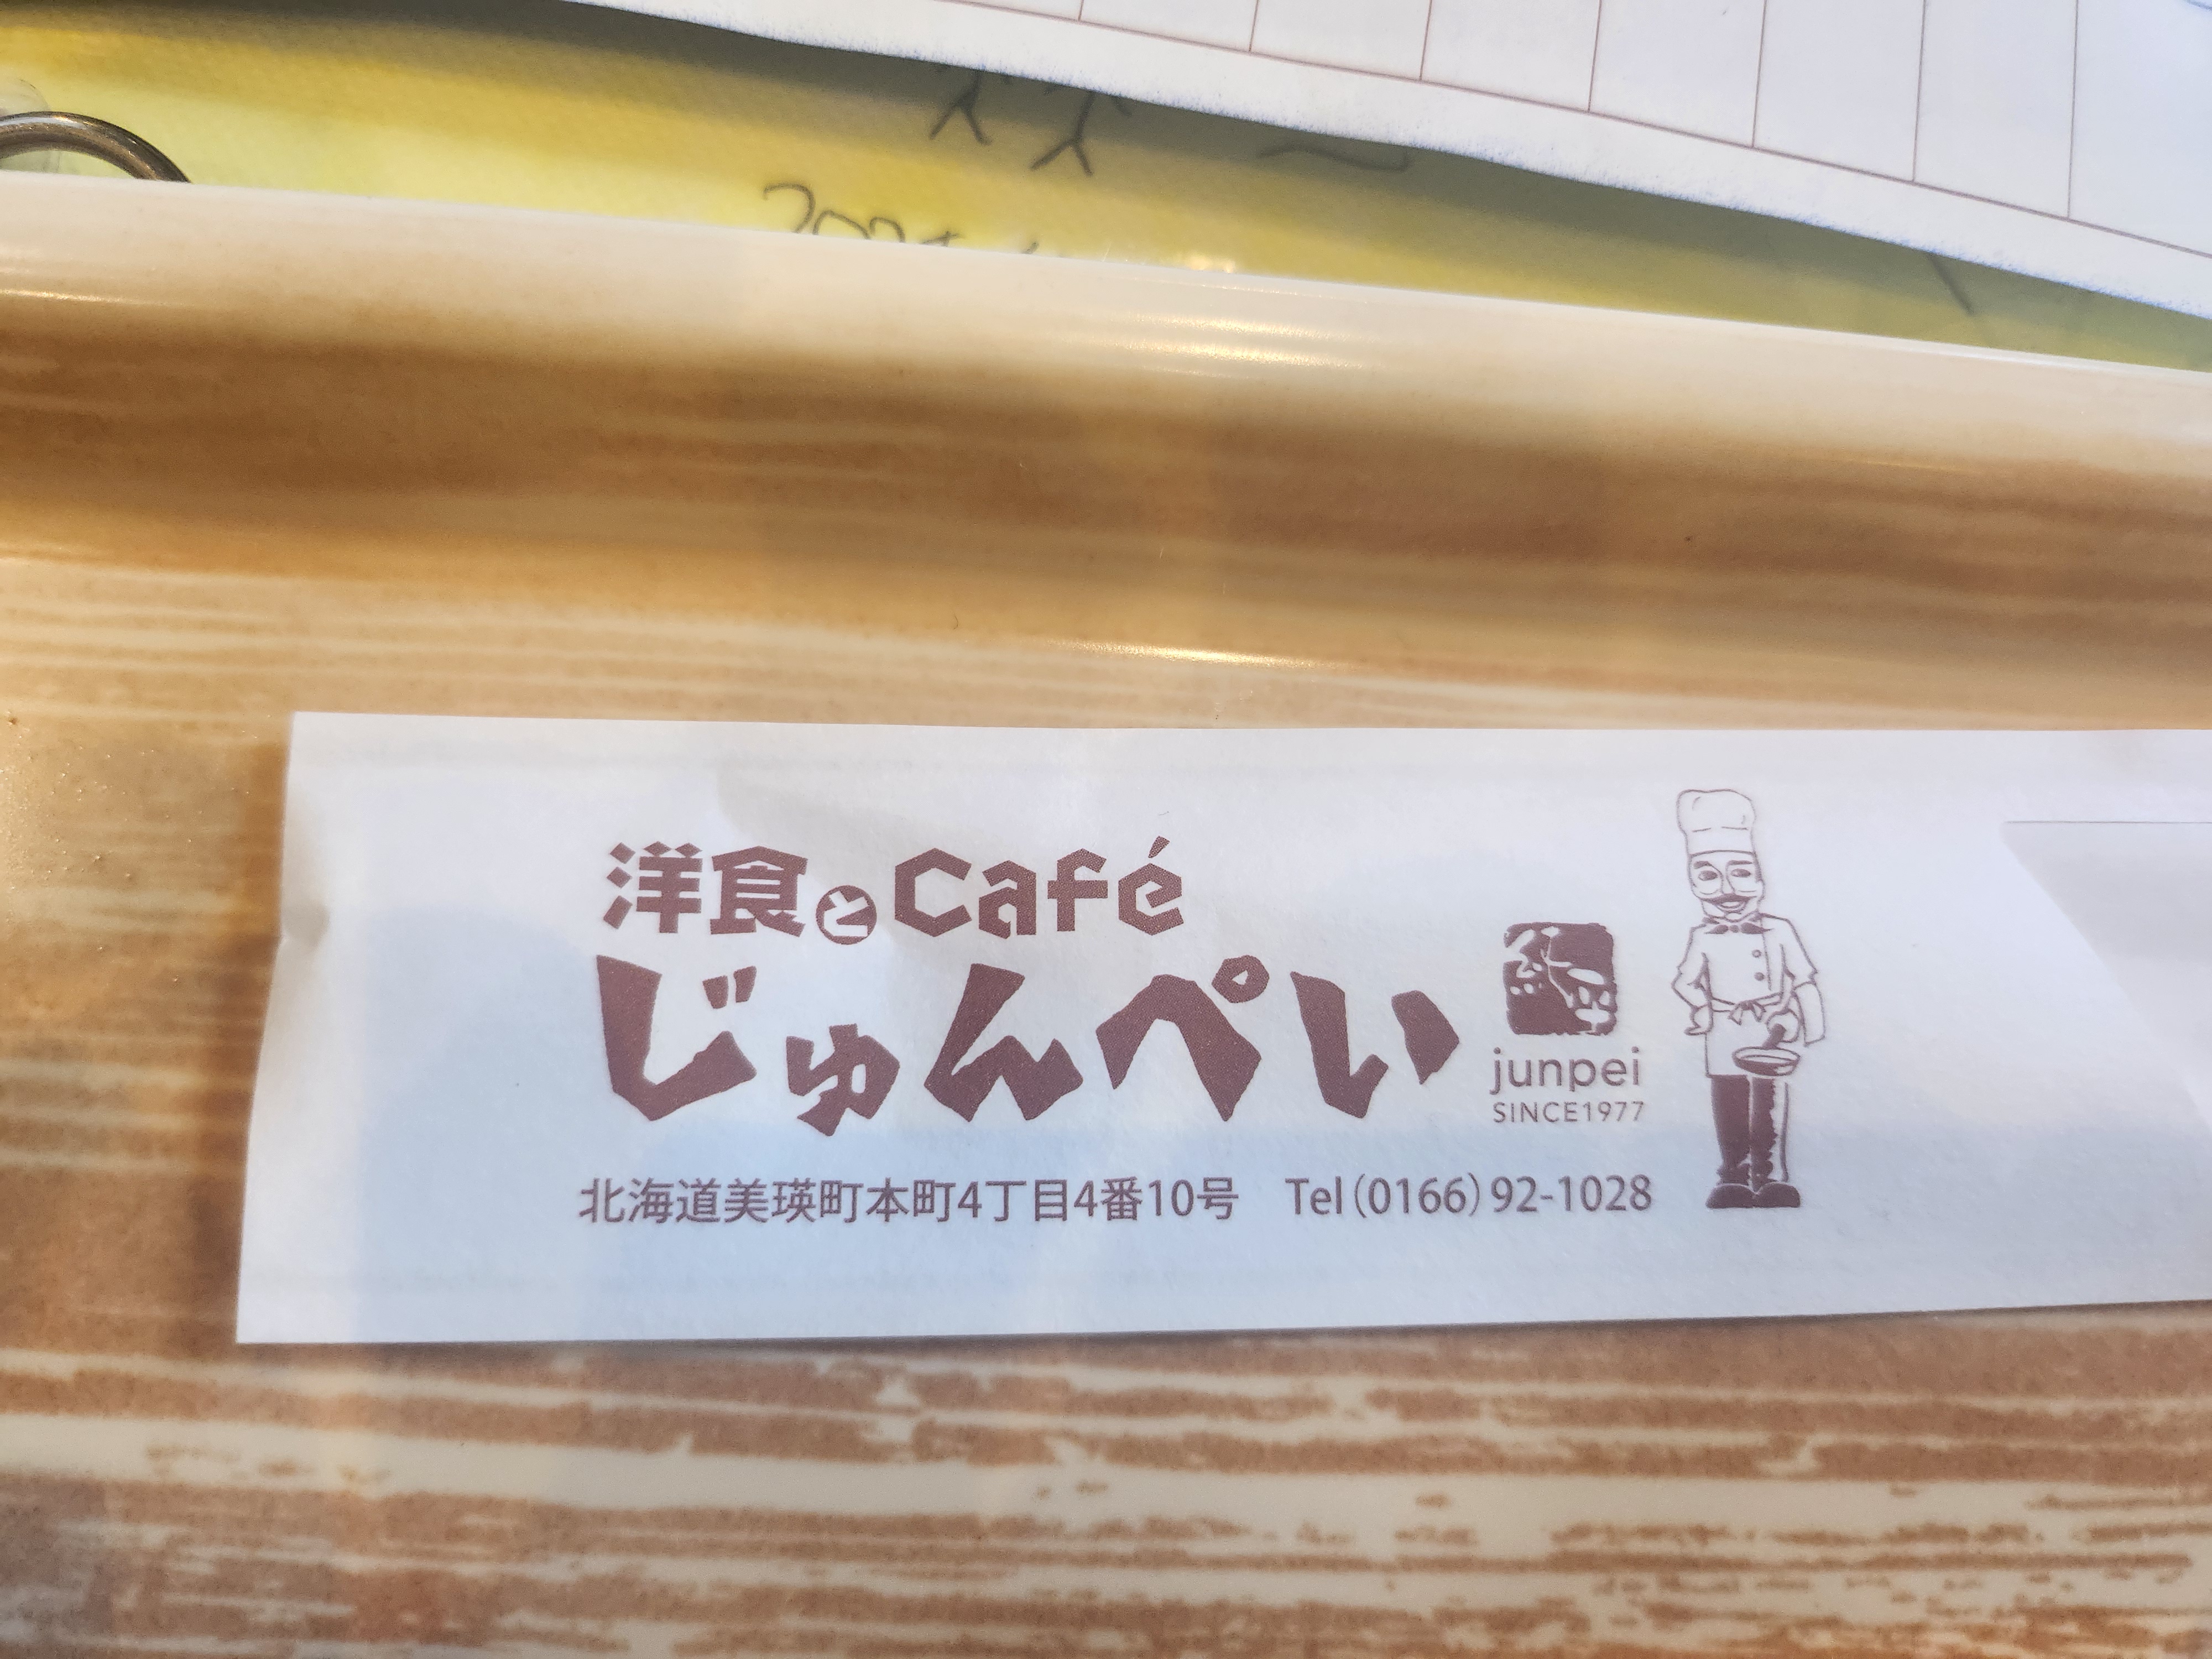 洋食とCafé
じゅんぺい
junpei
SINCE1977
北海道美瑛町本町4丁目4番10号 Tel(0166)92-1028